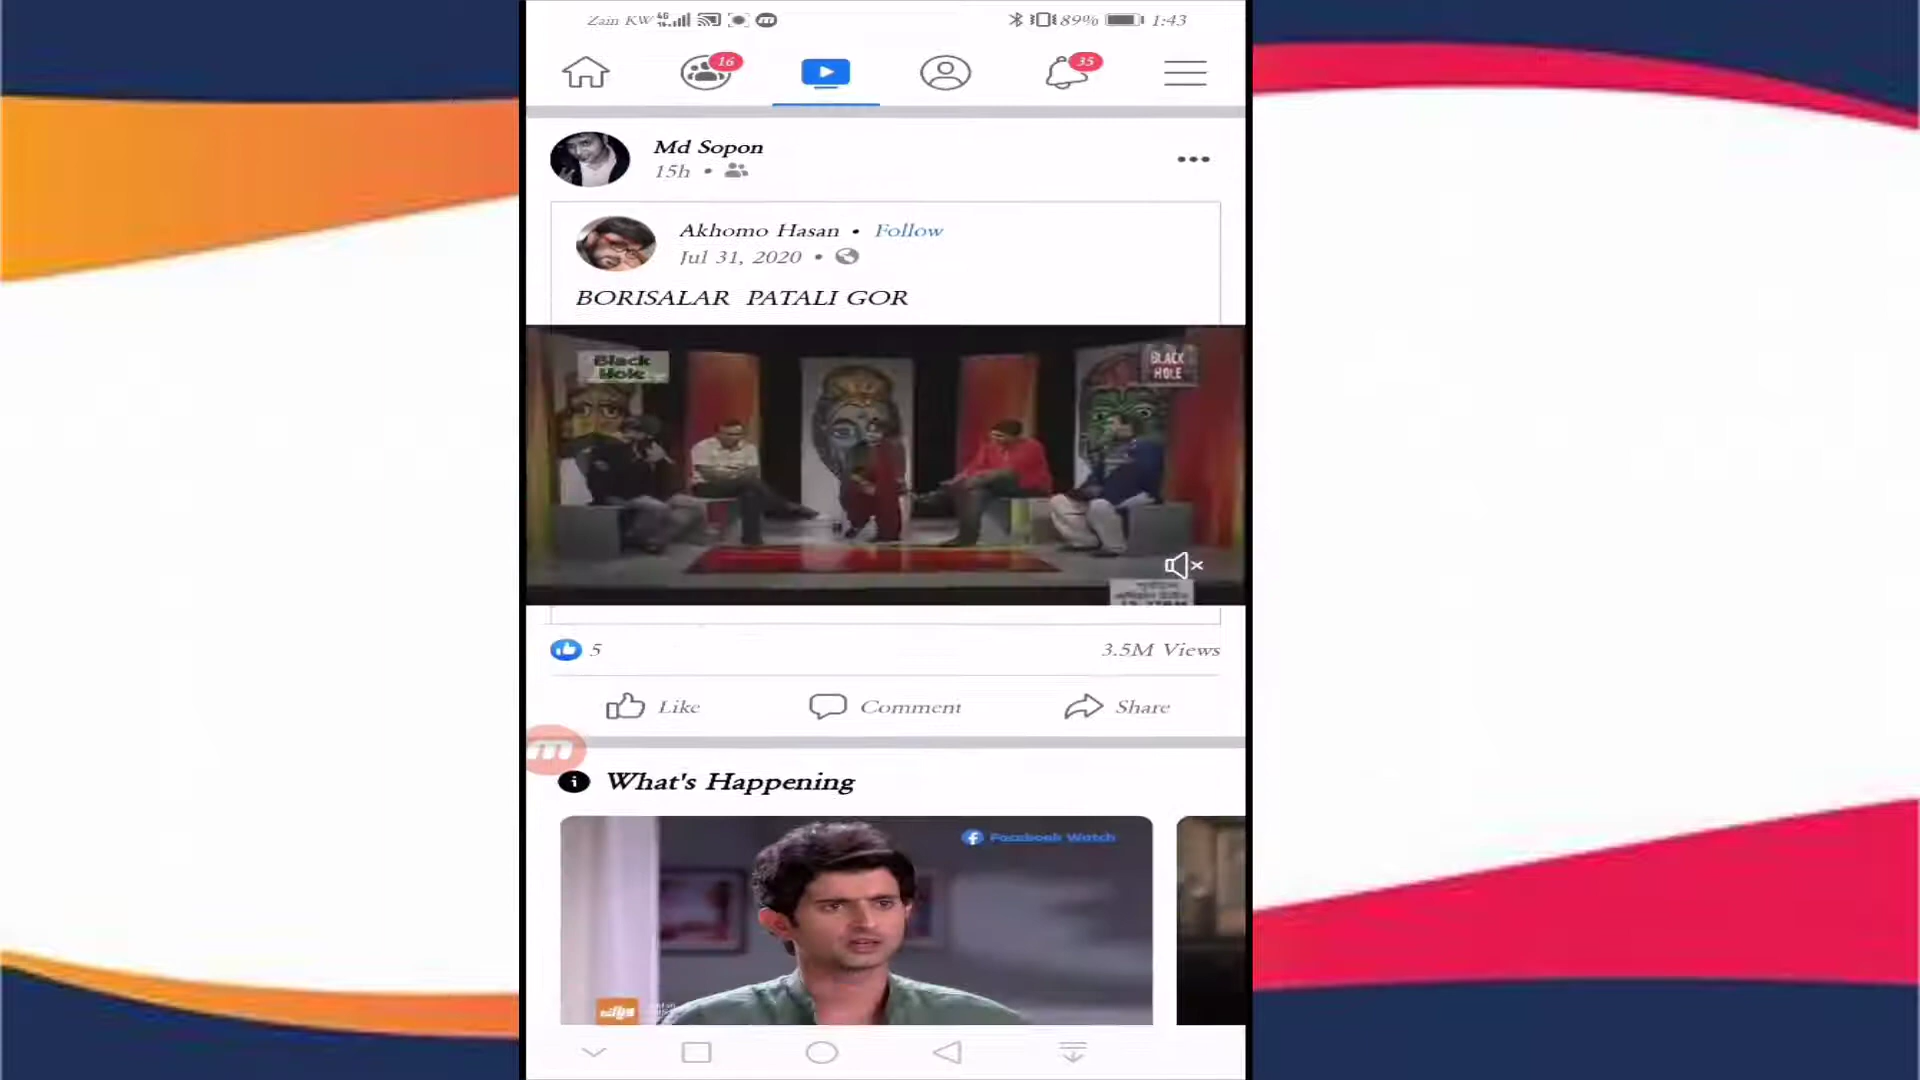 Zain KW 4G 89% 1:43
16 35
Md Sopon
15h •
Akhomo Hasan • Follow
Jul 31, 2020 •
BORISALAR PATALI GOR
Black Hole
BLACK HOLE
5 3.5M Views
Like Comment Share
What's Happening
Facebook Watch